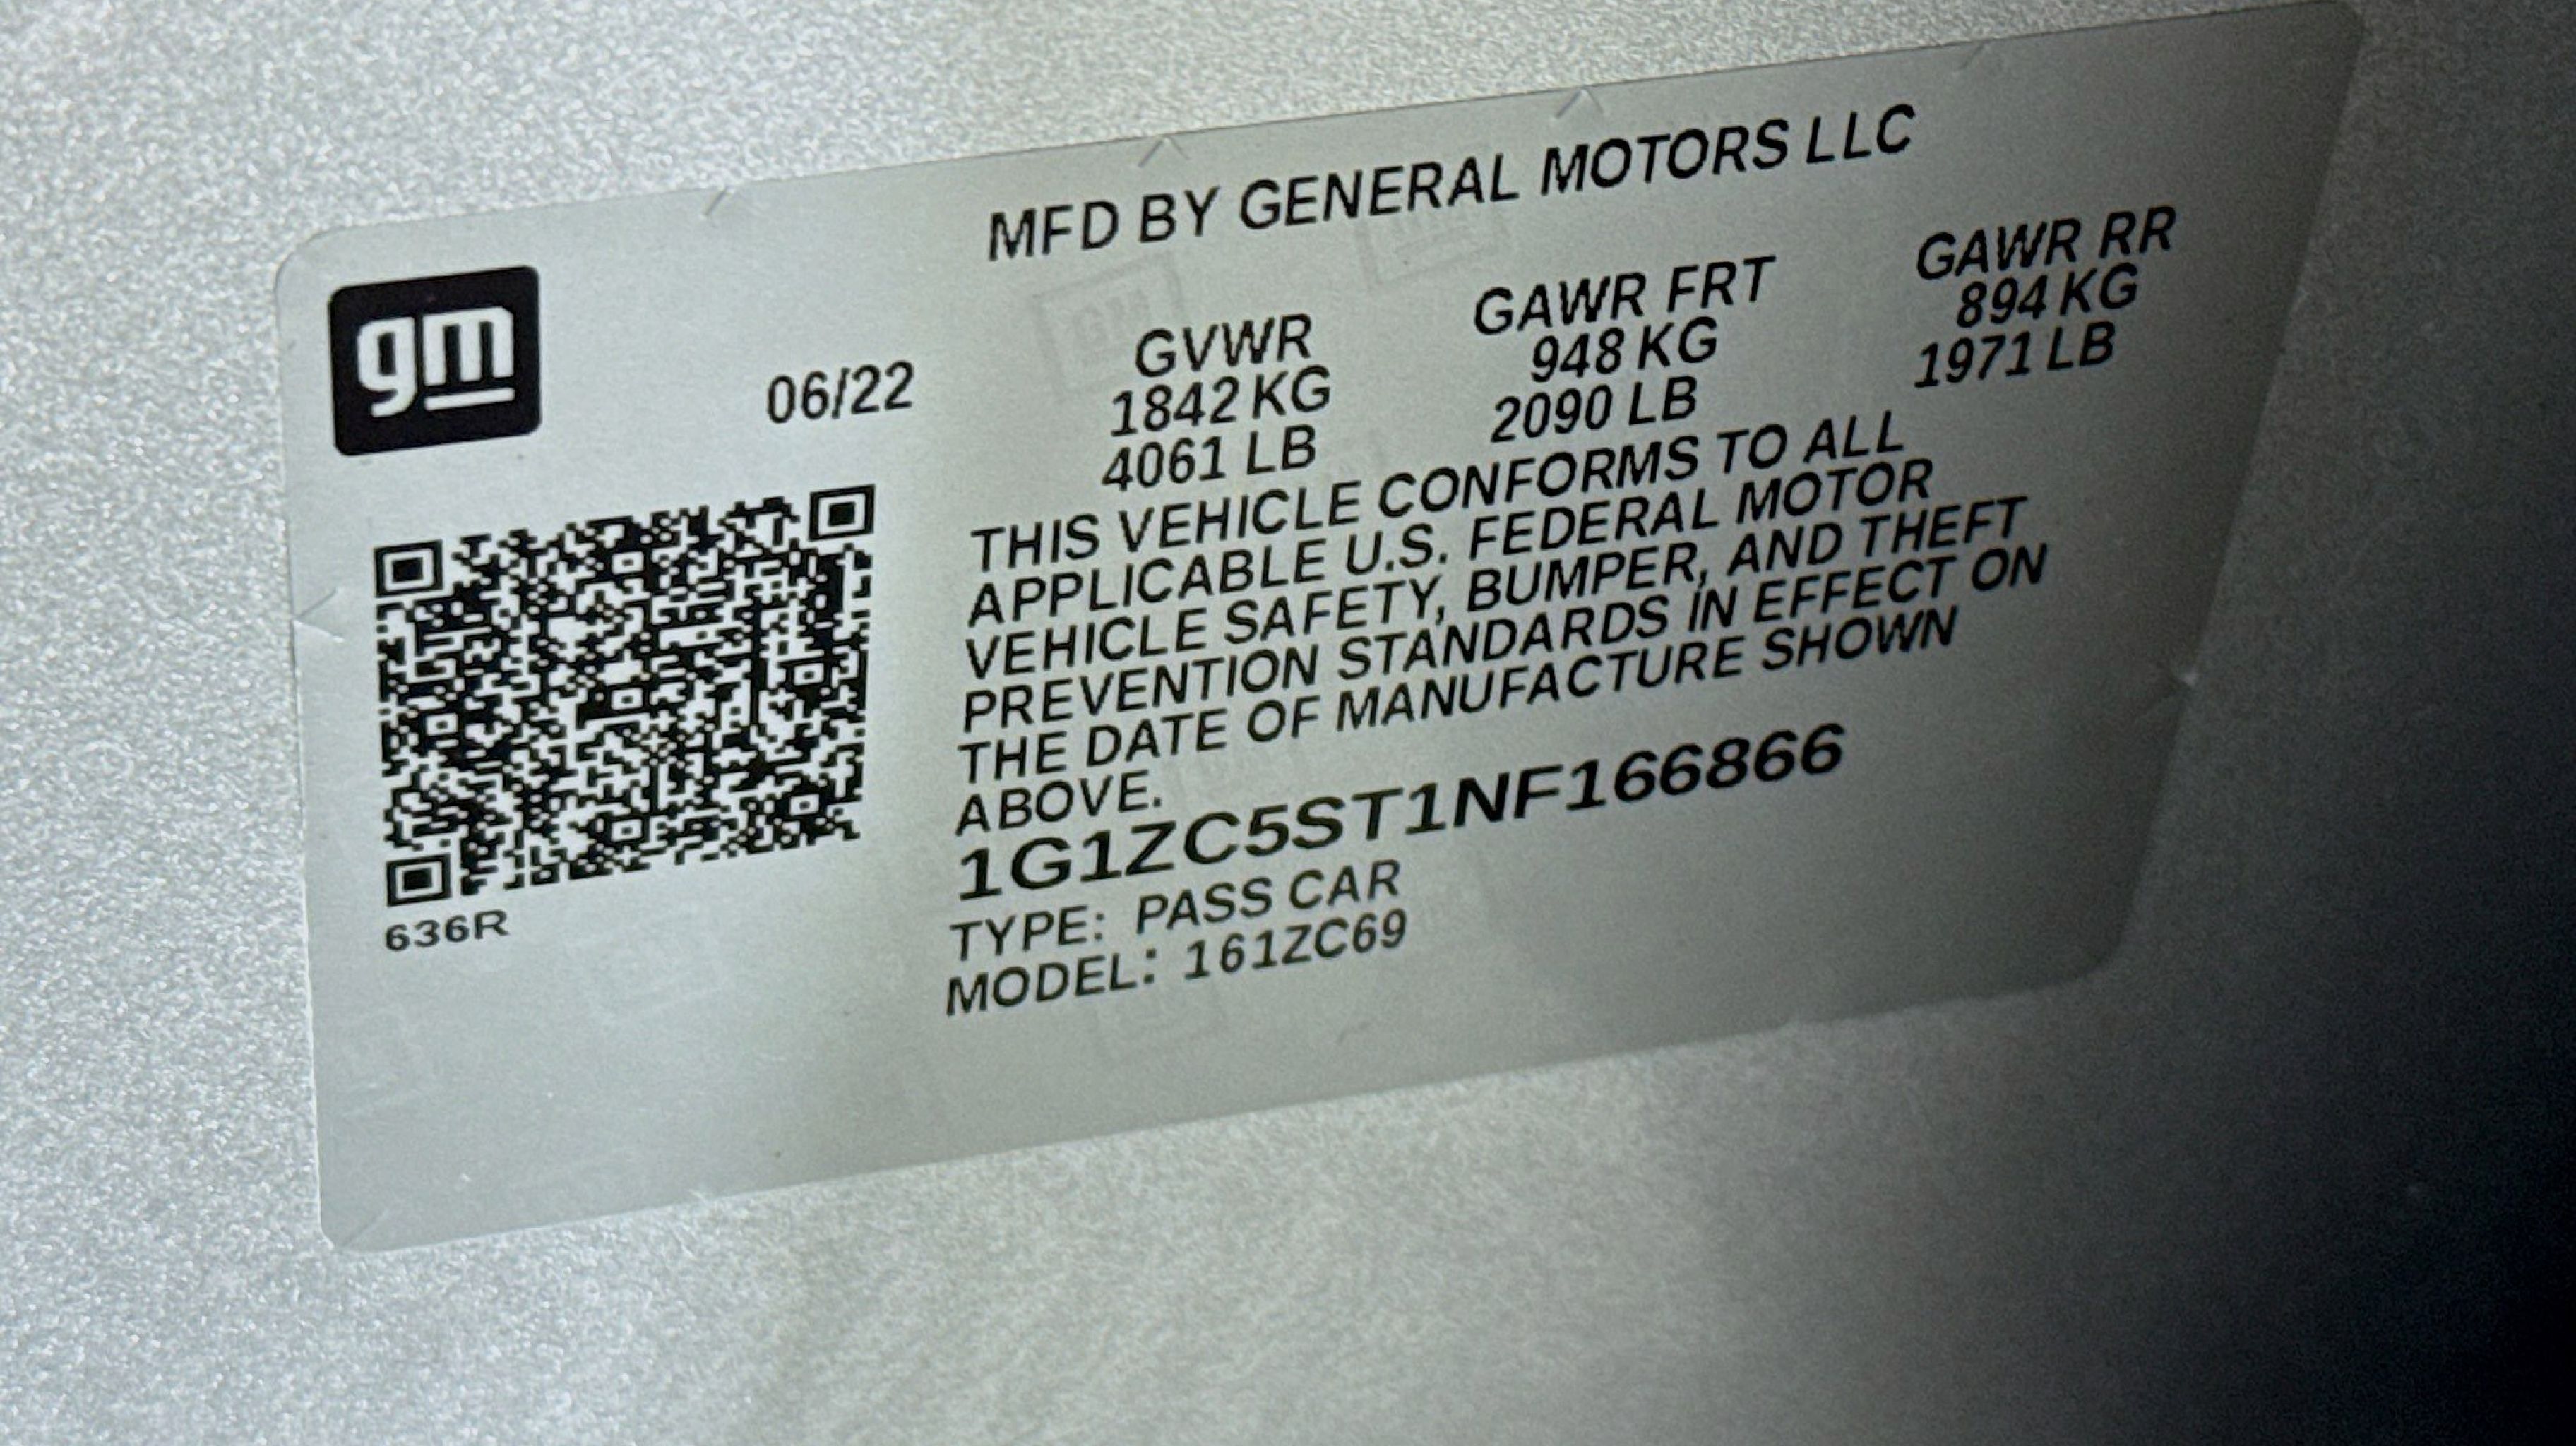 MFD BY GENERAL MOTORS LLC
gm
06/22
GVWR
1842 KG
4061 LB
GAWR FRT
948 KG
2090 LB
GAWR RR
894 KG
1971 LB
THIS VEHICLE CONFORMS TO ALL
APPLICABLE U.S. FEDERAL MOTOR
VEHICLE SAFETY, BUMPER, AND THEFT
PREVENTION STANDARDS IN EFFECT ON
THE DATE OF MANUFACTURE SHOWN
ABOVE.
1G1ZC5ST1NF166866
TYPE: PASS CAR
MODEL: 161ZC69
636R